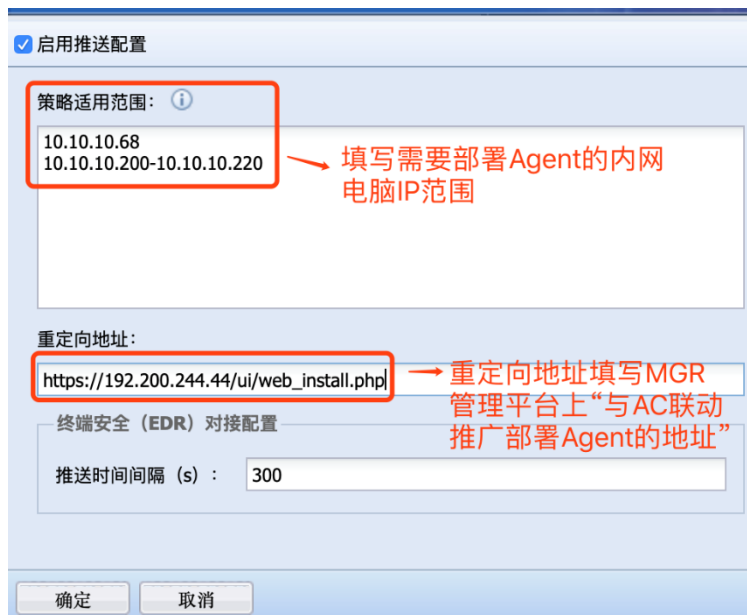 启用推送配置
策略适用范围：
10.10.10.68
10.10.10.200-10.10.10.220
填写需要部署Agent的内网
电脑IP范围
重定向地址：
https://192.200.244.44/ui/web_install.php
重定向地址填写MGR
管理平台上“与AC联动
推广部署Agent的地址”
终端安全（EDR）对接配置
推送时间间隔（s）：
300
确定
取消